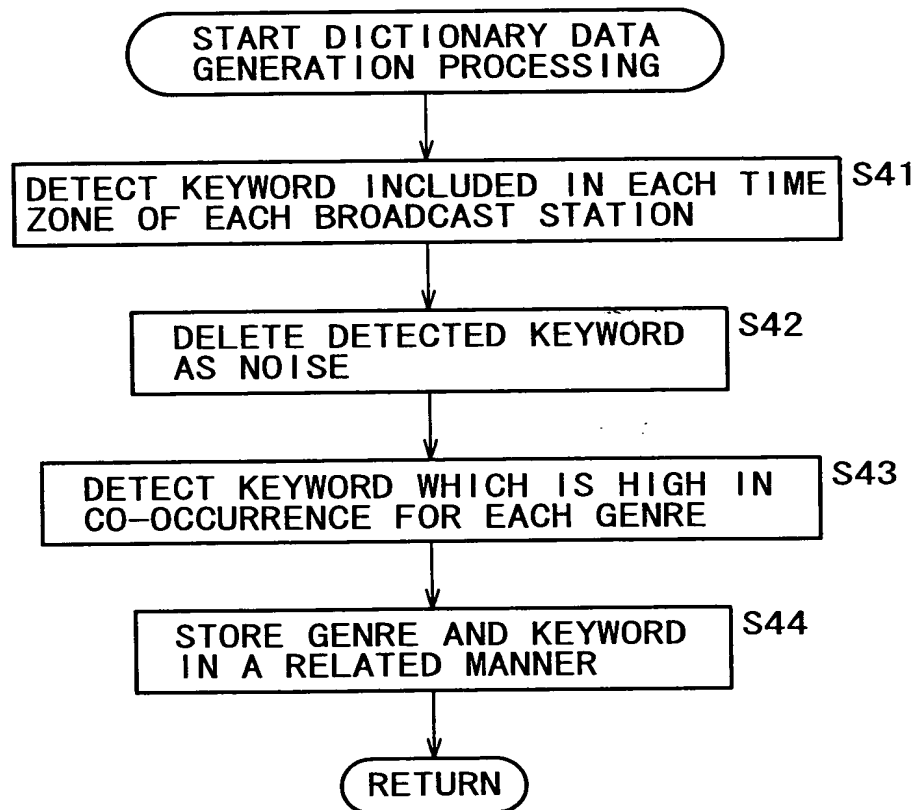 START DICTIONARY DATA
GENERATION PROCESSING
DETECT KEYWORD INCLUDED IN EACH TIME
ZONE OF EACH BROADCAST STATION
S41
DELETE DETECTED KEYWORD
AS NOISE
S42
DETECT KEYWORD WHICH IS HIGH IN
CO-OCCURRENCE FOR EACH GENRE
S43
STORE GENRE AND KEYWORD
IN A RELATED MANNER
S44
RETURN